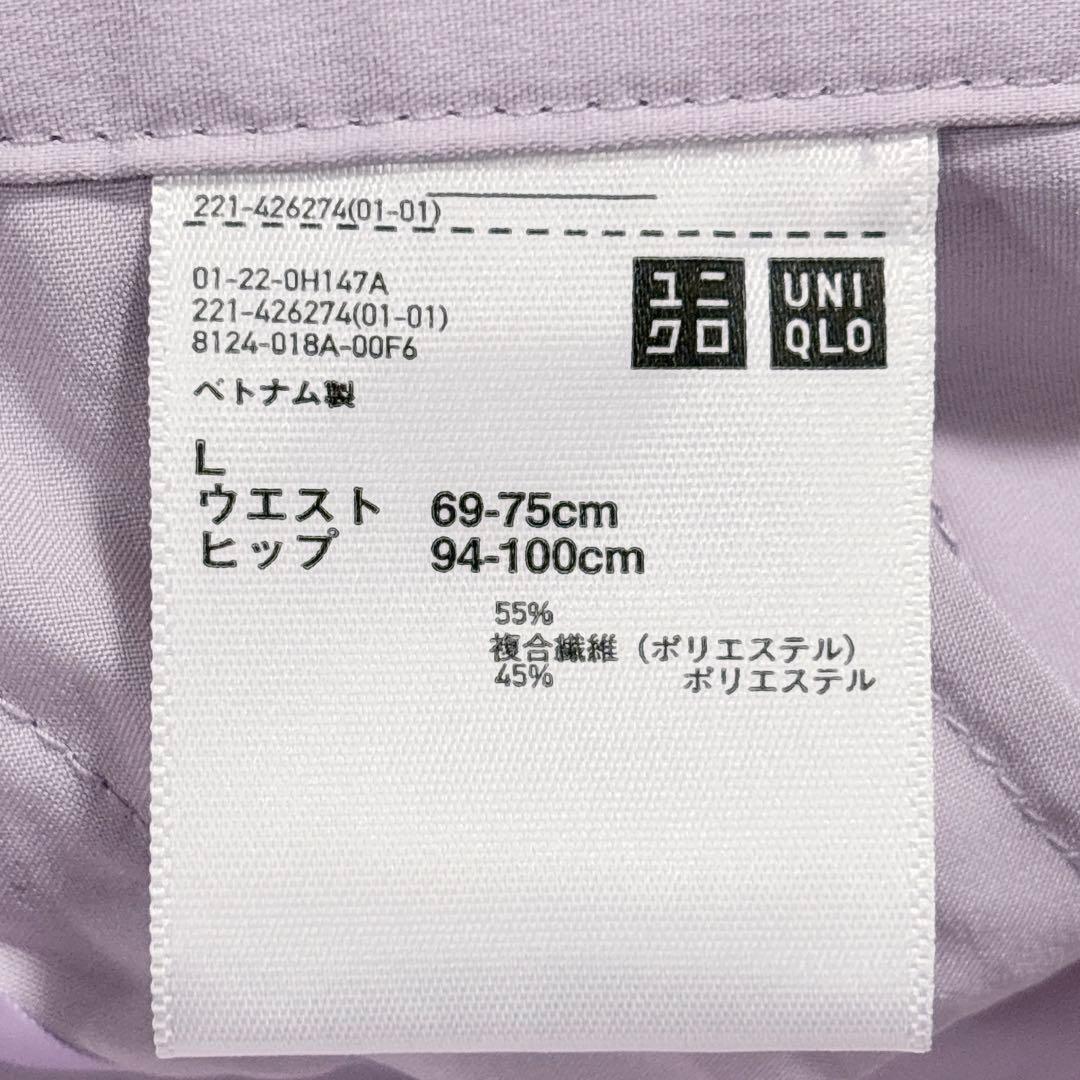 221-426274(01-01)
01-22-0H147A
221-426274(01-01)
8124-018A-00F6
ベトナム製
ユニ
クロ
UNI
QLO
L
ウエスト 69-75cm
ヒップ 94-100cm
55%
複合繊維(ポリエステル)
45% ポリエステル